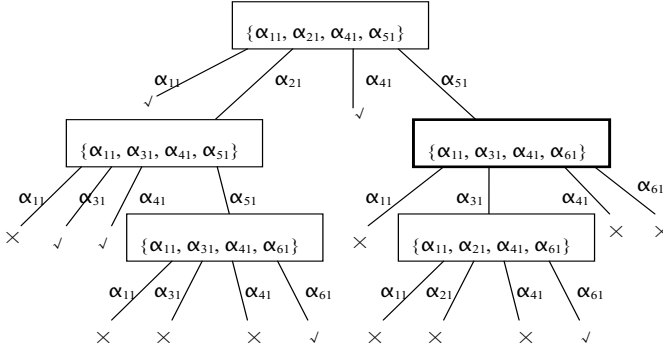 {α11, α21, α41, α51}
α11 α21 α41 α51
√ √
{α11, α31, α41, α51} {α11, α31, α41, α61}
α11 α31 α41 α51 α11 α31 α41 α61
× √ √ × × ×
{α11, α31, α41, α61} {α11, α21, α41, α61}
α11 α31 α41 α61 α11 α21 α41 α61
× × × √ × × × √